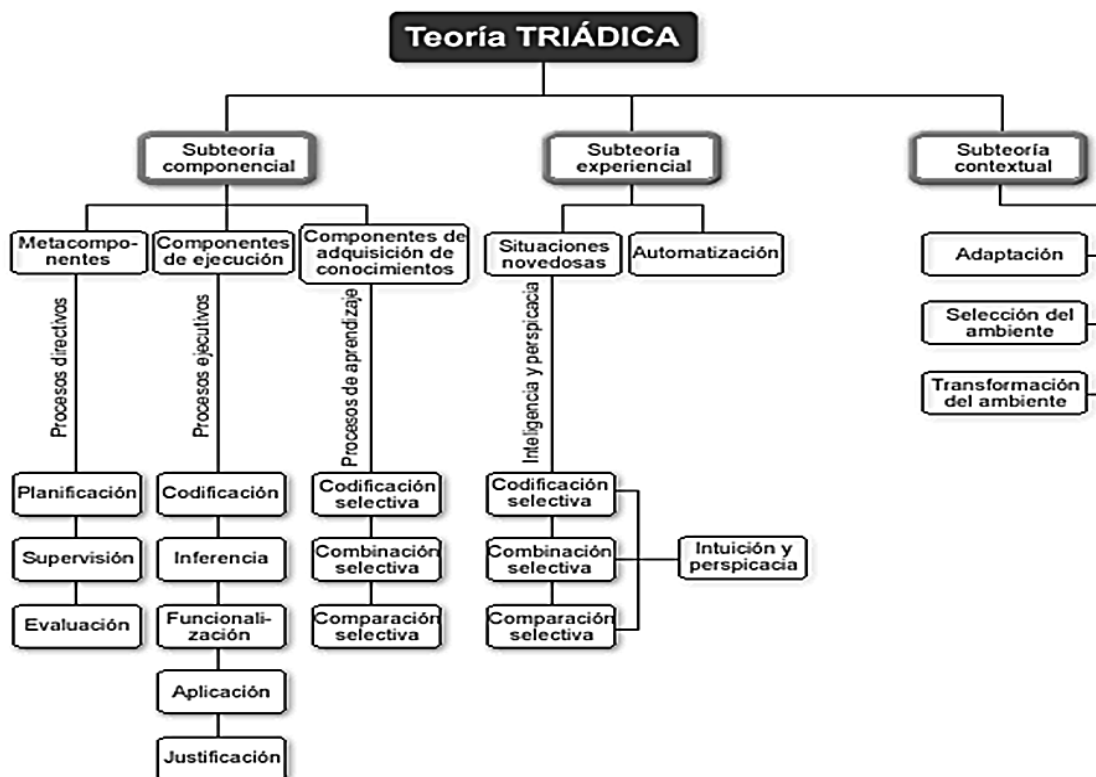 Teoría TRIÁDICA
Subteoría
componencial
Subteoría
experiencial
Subteoría
contextual
Metacompo-
nentes
Componentes
de ejecución
Componentes de
adquisición de
conocimientos
Situaciones
novedosas
Automatización
Adaptación
Selección del
ambiente
Transformación
del ambiente
Procesos directivos
Procesos ejecutivos
Procesos de aprendizaje
Inteligencia y perspicacia
Planificación
Supervisión
Evaluación
Codificación
Inferencia
Funcionali-
zación
Aplicación
Justificación
Codificación
selectiva
Combinación
selectiva
Comparación
selectiva
Codificación
selectiva
Combinación
selectiva
Comparación
selectiva
Intuición y
perspicacia